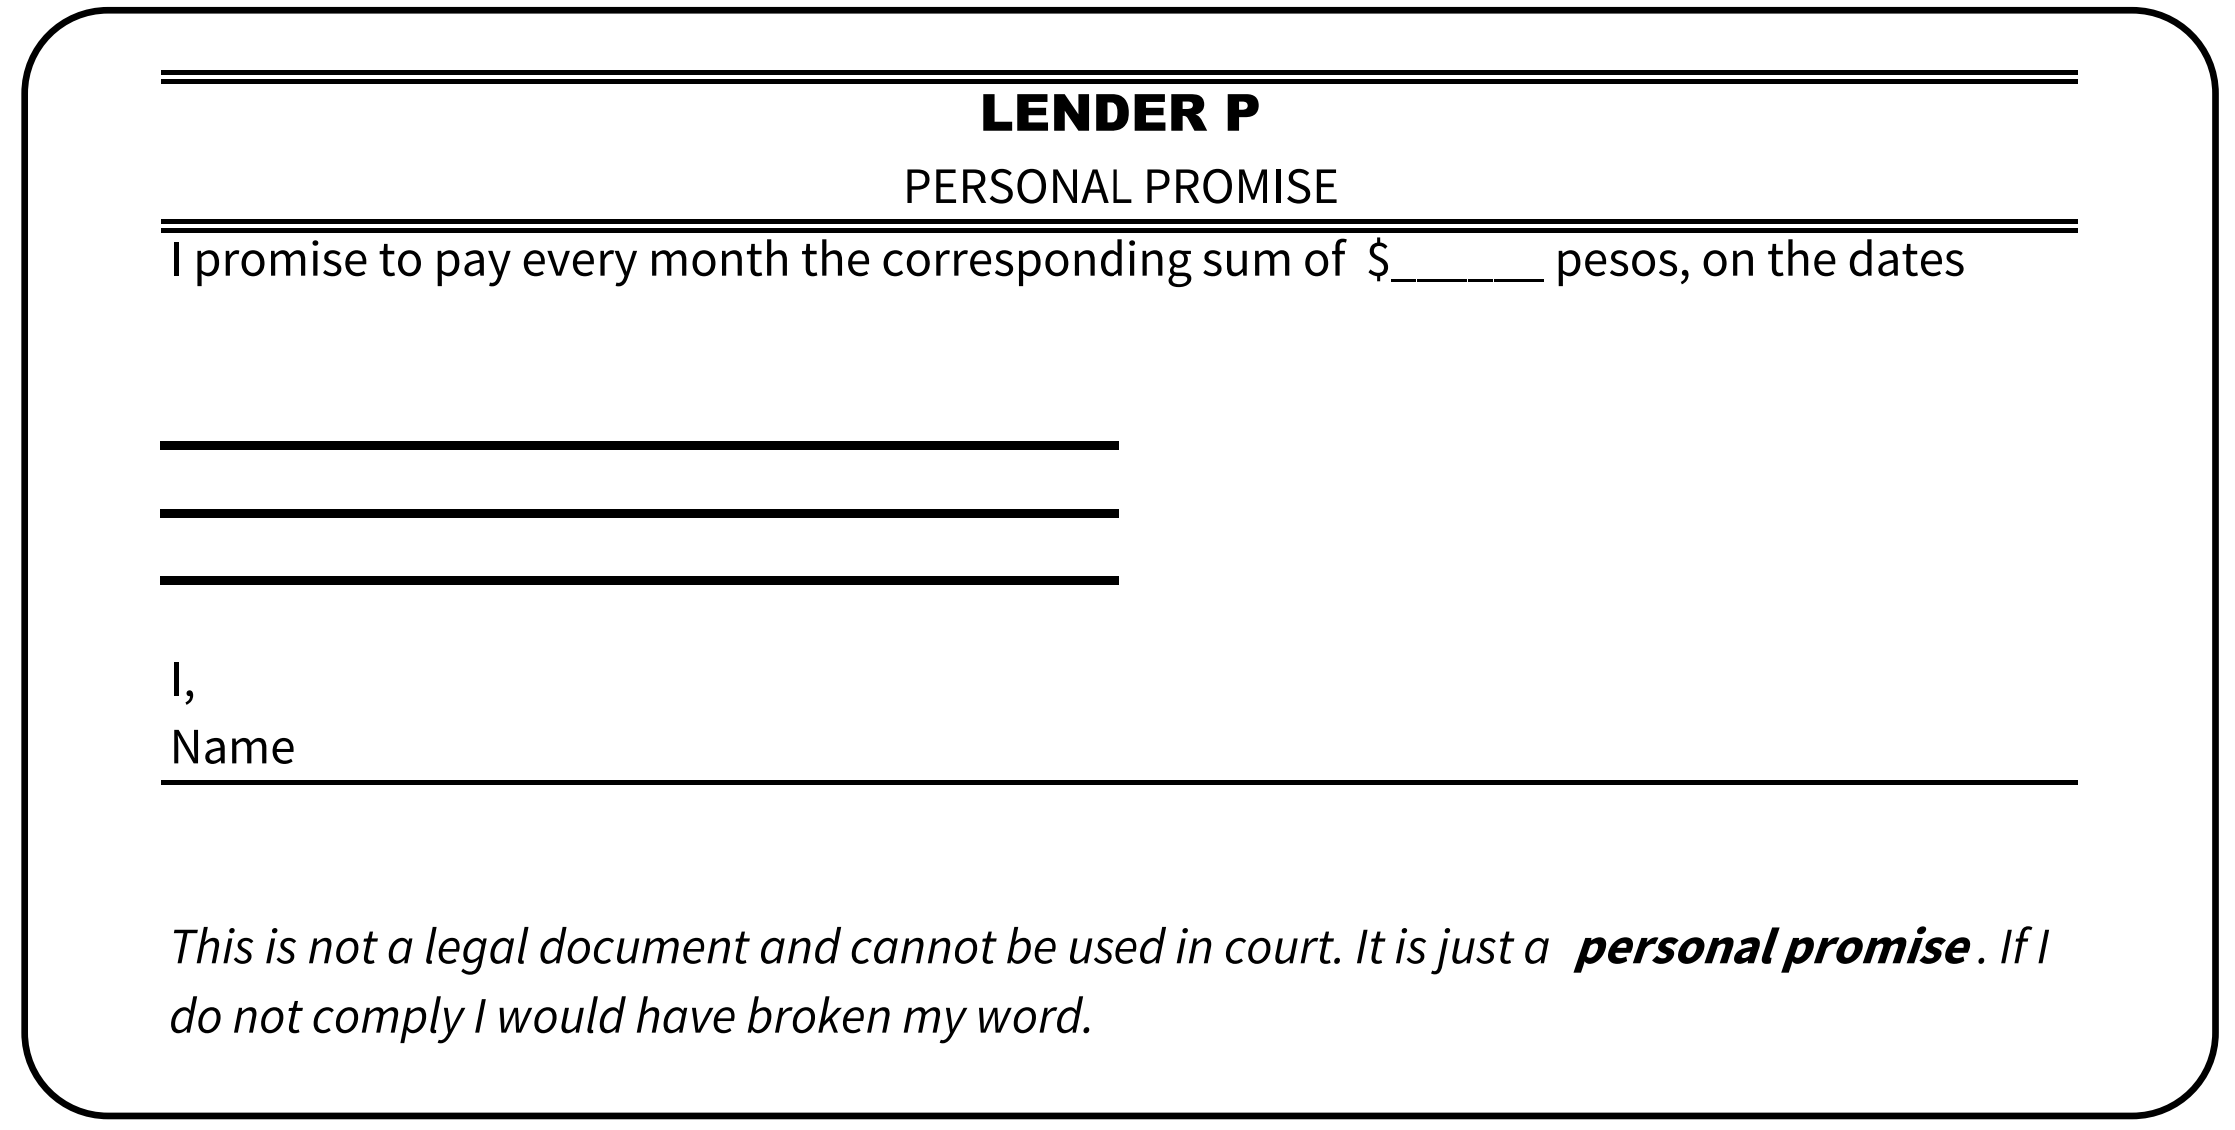 LENDER P
PERSONAL PROMISE
I promise to pay every month the corresponding sum of $______ pesos, on the dates
I,
Name
This is not a legal document and cannot be used in court. It is just a personal promise. If I
do not comply I would have broken my word.